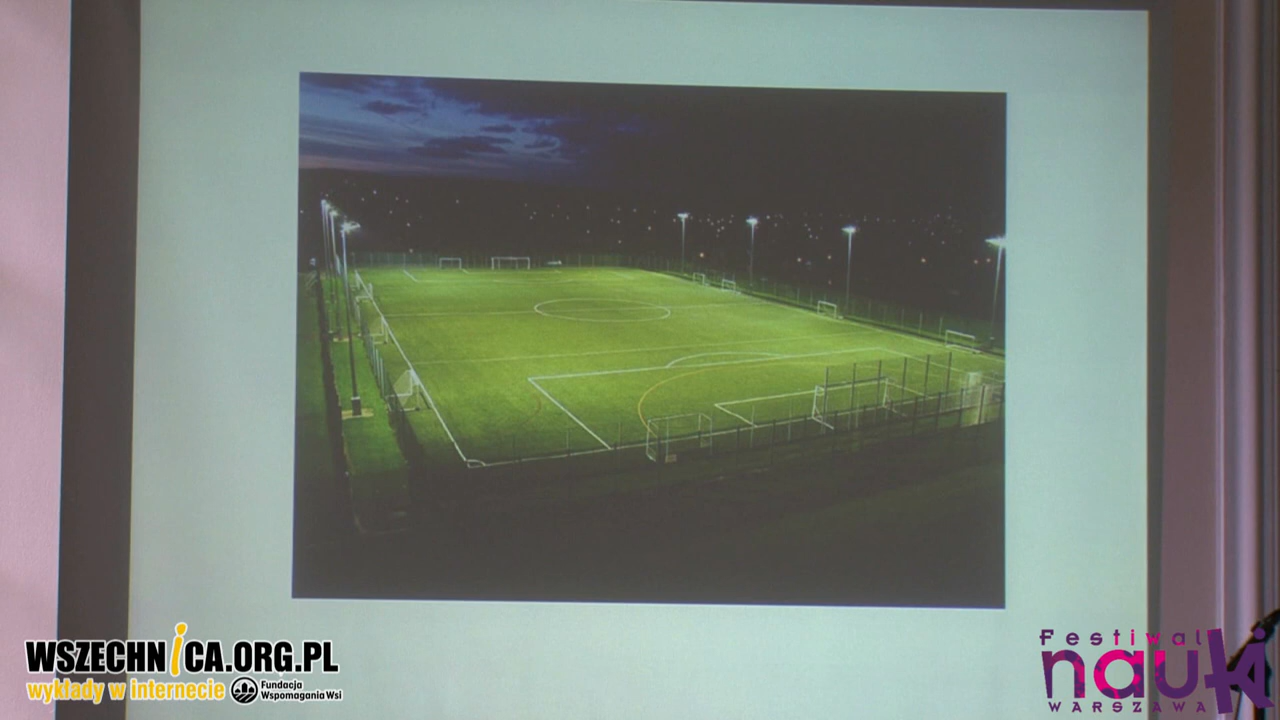 WSZECHNiCA.ORG.PL
wykłady w internecie
Fundacja
Wspomagania Wsi
Festiwal
nauki
WARSZAWA